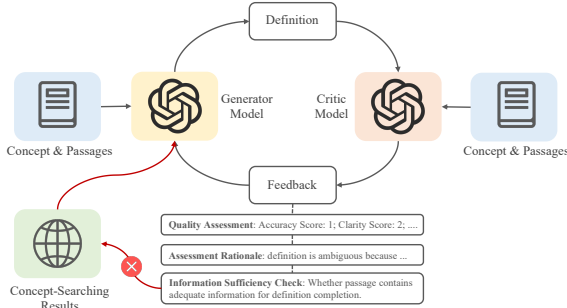 Definition
Generator
Model
Critic
Model
Concept & Passages
Concept & Passages
Feedback
Quality Assessment: Accuracy Score: 1; Clarity Score: 2; ....
Assessment Rationale: definition is ambiguous because ...
Information Sufficiency Check: Whether passage contains
adequate information for definition completion.
Concept-Searching
Results